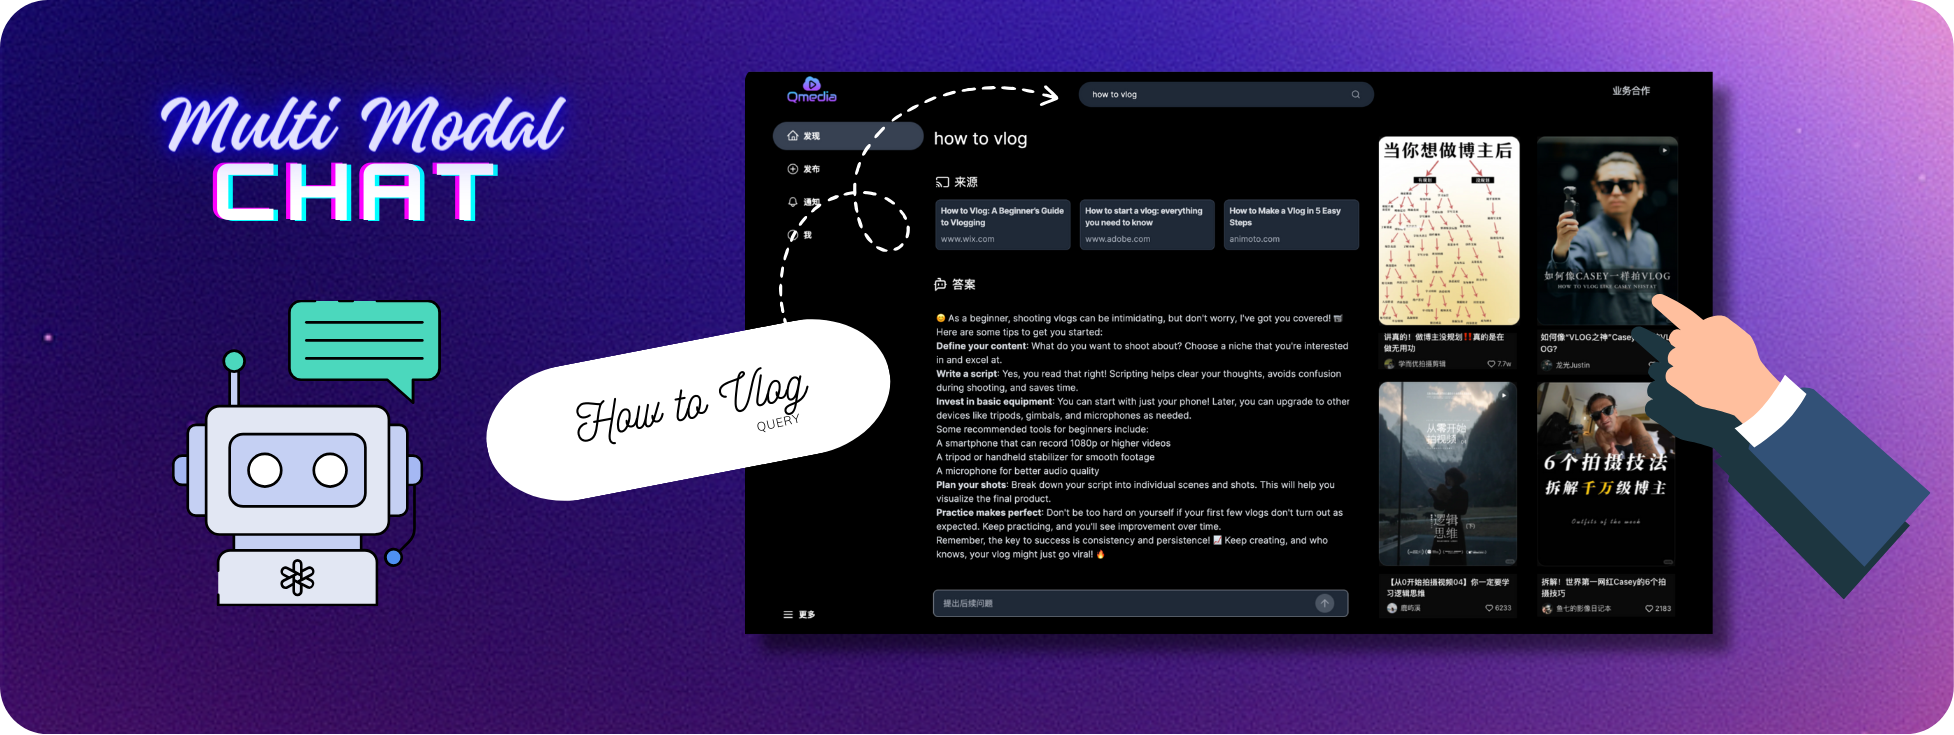 Multi Modal
CHAT
How to Vlog
QUERY
Qmedia
how to vlog
业务合作
发现
发布
通知
我
更多
how to vlog
来源
How to Vlog: A Beginner's Guide
to Vlogging
www.wix.com
How to start a vlog: everything
you need to know
www.adobe.com
How to Make a Vlog in 5 Easy
Steps
animoto.com
答案
😊 As a beginner, shooting vlogs can be intimidating, but don't worry, I've got you covered! 📹
Here are some tips to get you started:
Define your content: What do you want to shoot about? Choose a niche that you're interested
in and excel at.
Write a script: Yes, you read that right! Scripting helps clear your thoughts, avoids confusion
during shooting, and saves time.
Invest in basic equipment: You can start with just your phone! Later, you can upgrade to other
devices like tripods, gimbals, and microphones as needed.
Some recommended tools for beginners include:
A smartphone that can record 1080p or higher videos
A tripod or handheld stabilizer for smooth footage
A microphone for better audio quality
Plan your shots: Break down your script into individual scenes and shots. This will help you
visualize the final product.
Practice makes perfect: Don't be too hard on yourself if your first few vlogs don't turn out as
expected. Keep practicing, and you'll see improvement over time.
Remember, the key to success is consistency and persistence! 📈 Keep creating, and who
knows, your vlog might just go viral! 🔥
提出后续问题
当你想做博主后
讲真的！做博主没规划‼️真的是在
做无用功
学而优拍摄剪辑
7.7w
如何像CASEY一样拍VLOG
HOW TO VLOG LIKE CASEY NEISTAT
如何像"VLOG之神"Casey
OG?
龙光Justin
从零开始
拍视频
逻辑
思维
【从0开始拍摄视频04】你一定要学
习逻辑思维
鹿屿溪
6233
6个拍摄技法
拆解千万级博主
Outfits of the week
拆解！世界第一网红Casey的6个拍
摄技巧
鱼七的影像日记本
2183